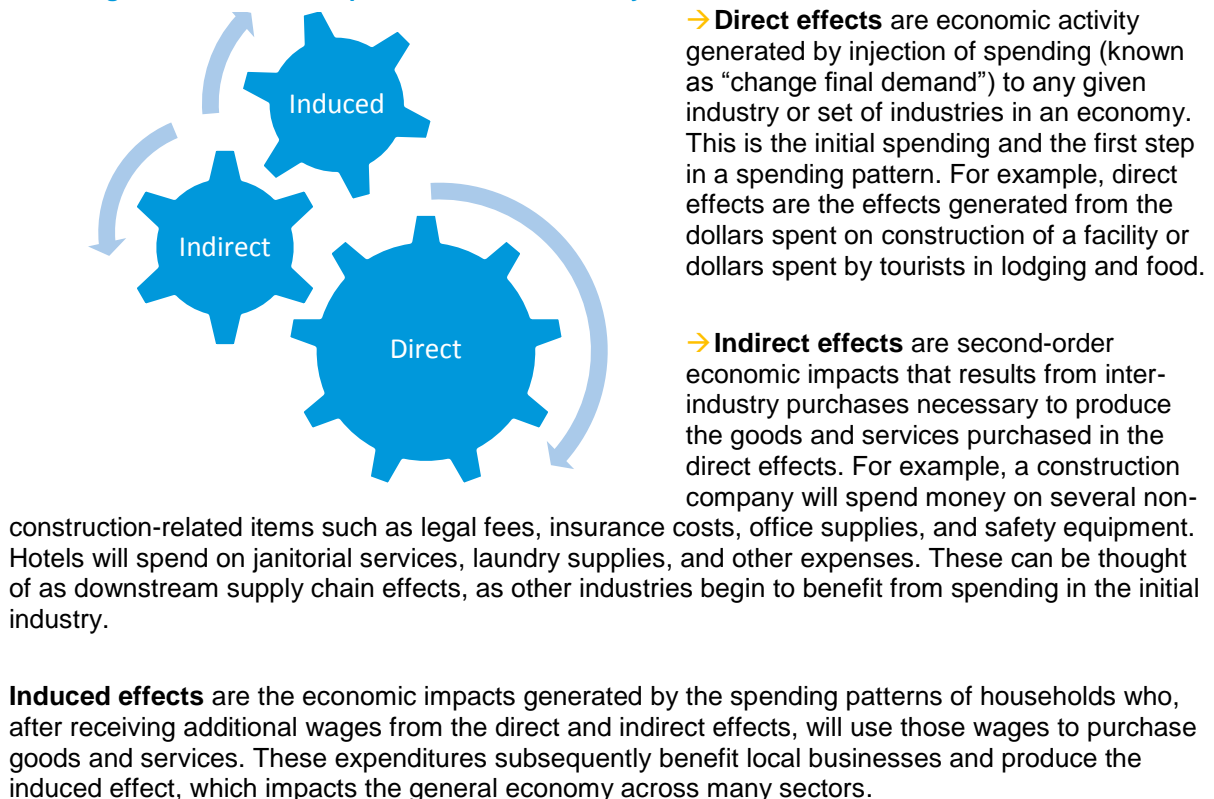 Induced
Indirect
Direct
→ Direct effects are economic activity
generated by injection of spending (known
as “change final demand”) to any given
industry or set of industries in an economy.
This is the initial spending and the first step
in a spending pattern. For example, direct
effects are the effects generated from the
dollars spent on construction of a facility or
dollars spent by tourists in lodging and food.
→ Indirect effects are second-order
economic impacts that results from inter-
industry purchases necessary to produce
the goods and services purchased in the
direct effects. For example, a construction
company will spend money on several non-
construction-related items such as legal fees, insurance costs, office supplies, and safety equipment.
Hotels will spend on janitorial services, laundry supplies, and other expenses. These can be thought
of as downstream supply chain effects, as other industries begin to benefit from spending in the initial
industry.
Induced effects are the economic impacts generated by the spending patterns of households who,
after receiving additional wages from the direct and indirect effects, will use those wages to purchase
goods and services. These expenditures subsequently benefit local businesses and produce the
induced effect, which impacts the general economy across many sectors.